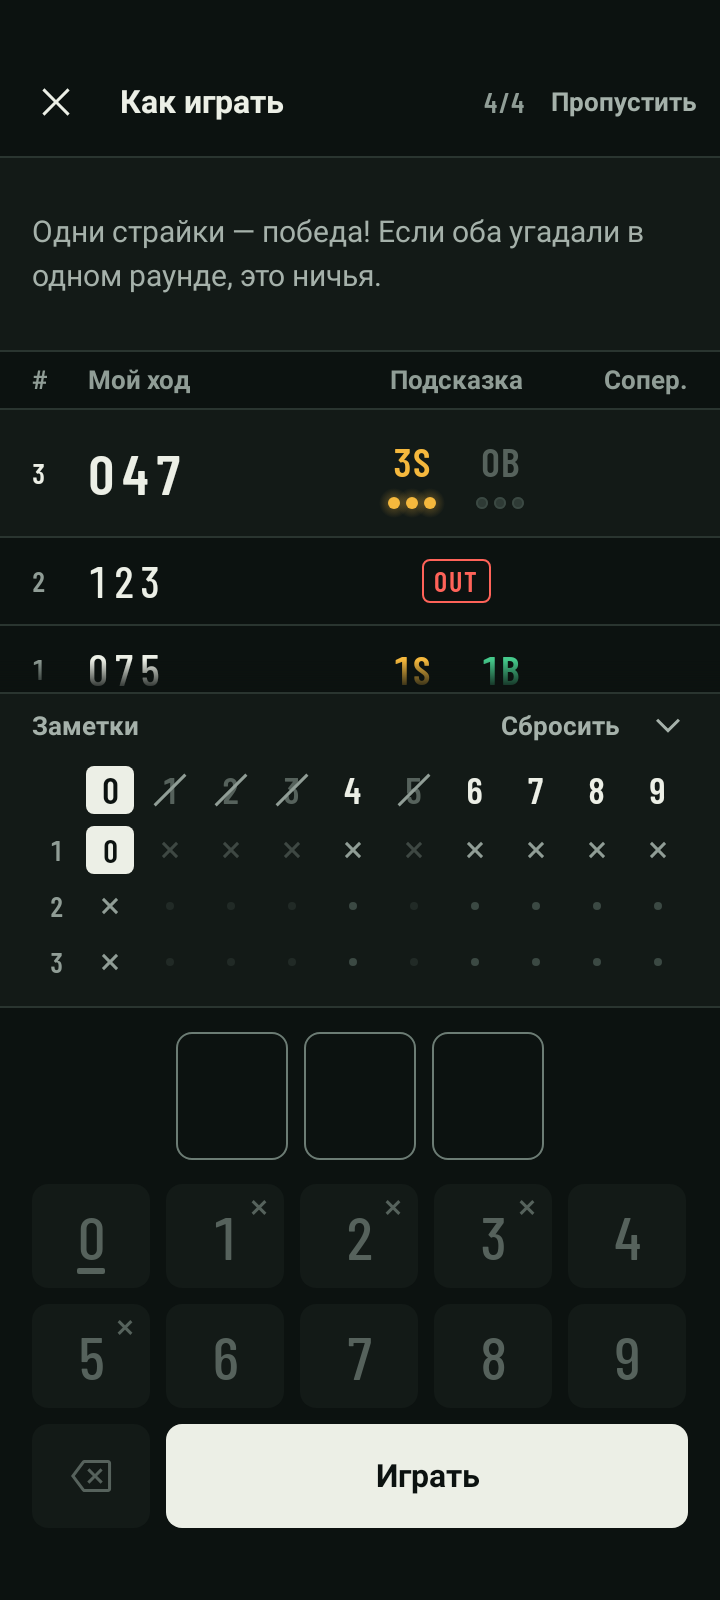 Как играть 4/4 Пропустить
Одни страйки — победа! Если оба угадали в
одном раунде, это ничья.
# Мой ход Подсказка Сопер.
3 047 3S 0B
2 123 OUT
1 075 1S 1B
Заметки Сбросить
0 1 2 3 4 5 6 7 8 9
1 0 × × × × × × × × ×
2 ×
3 ×
0 1 2 3 4
5 6 7 8 9
Играть